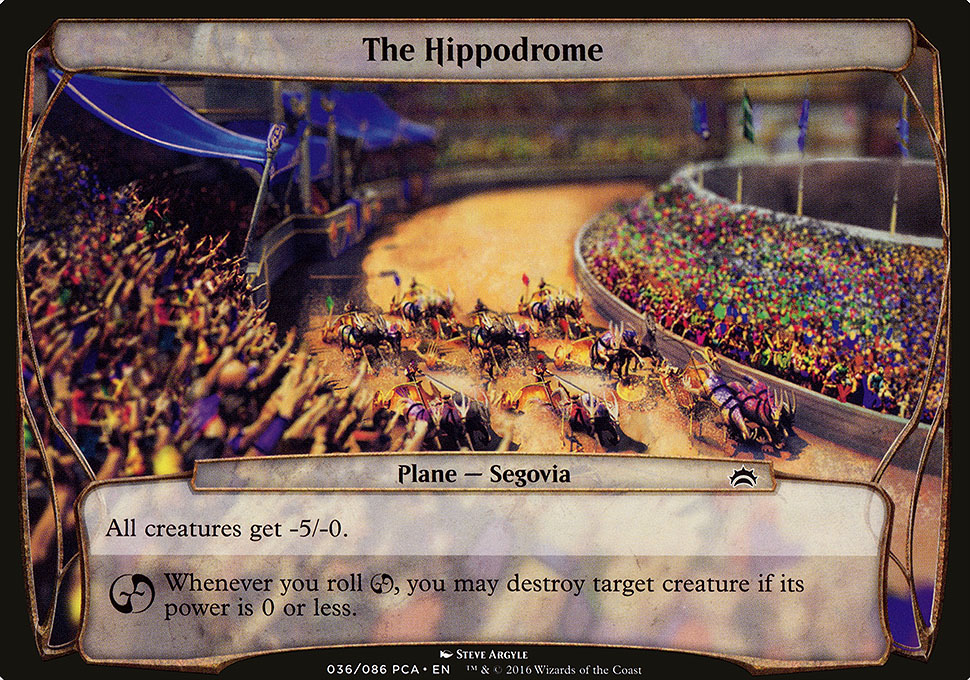 The Hippodrome
Plane — Segovia
All creatures get -5/-0.
Whenever you roll , you may destroy target creature if its
power is 0 or less.
STEVE ARGYLE
036/086 PCA • EN ™ & © 2016 Wizards of the Coast